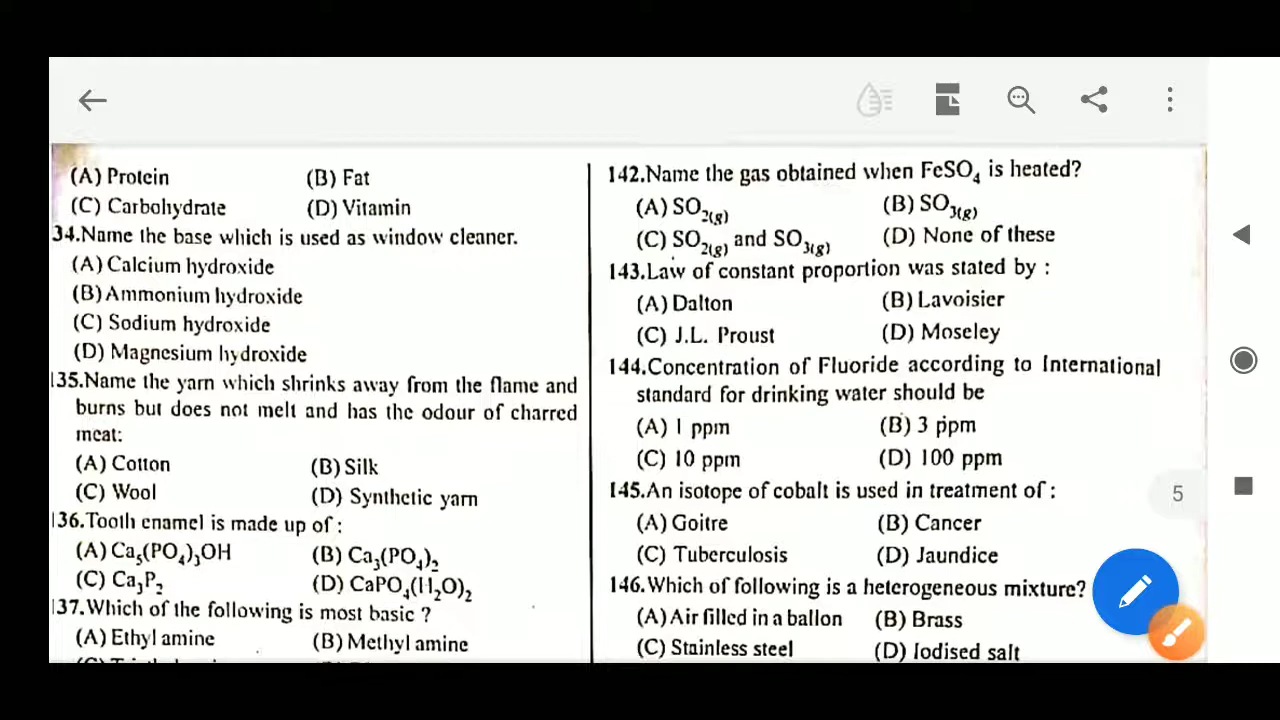 (A) Protein (B) Fat
(C) Carbohydrate (D) Vitamin
34.Name the base which is used as window cleaner.
(A) Calcium hydroxide
(B) Ammonium hydroxide
(C) Sodium hydroxide
(D) Magnesium hydroxide
135.Name the yarn which shrinks away from the flame and
burns but does not melt and has the odour of charred
meat:
(A) Cotton (B) Silk
(C) Wool (D) Synthetic yarn
136.Tooth enamel is made up of :
(A) Ca₅(PO₄)₃OH (B) Ca₃(PO₄)₂
(C) Ca₃P₂ (D) CaPO₄(H₂O)₂
137.Which of the following is most basic ?
(A) Ethyl amine (B) Methyl amine
142.Name the gas obtained when FeSO₄ is heated?
(A) SO₂(g) (B) SO₃(g)
(C) SO₂(g) and SO₃(g) (D) None of these
143.Law of constant proportion was stated by :
(A) Dalton (B) Lavoisier
(C) J.L. Proust (D) Moseley
144.Concentration of Fluoride according to International
standard for drinking water should be
(A) 1 ppm (B) 3 ppm
(C) 10 ppm (D) 100 ppm
145.An isotope of cobalt is used in treatment of :
(A) Goitre (B) Cancer
(C) Tuberculosis (D) Jaundice
146.Which of following is a heterogeneous mixture?
(A) Air filled in a ballon (B) Brass
(C) Stainless steel (D) Iodised salt
5